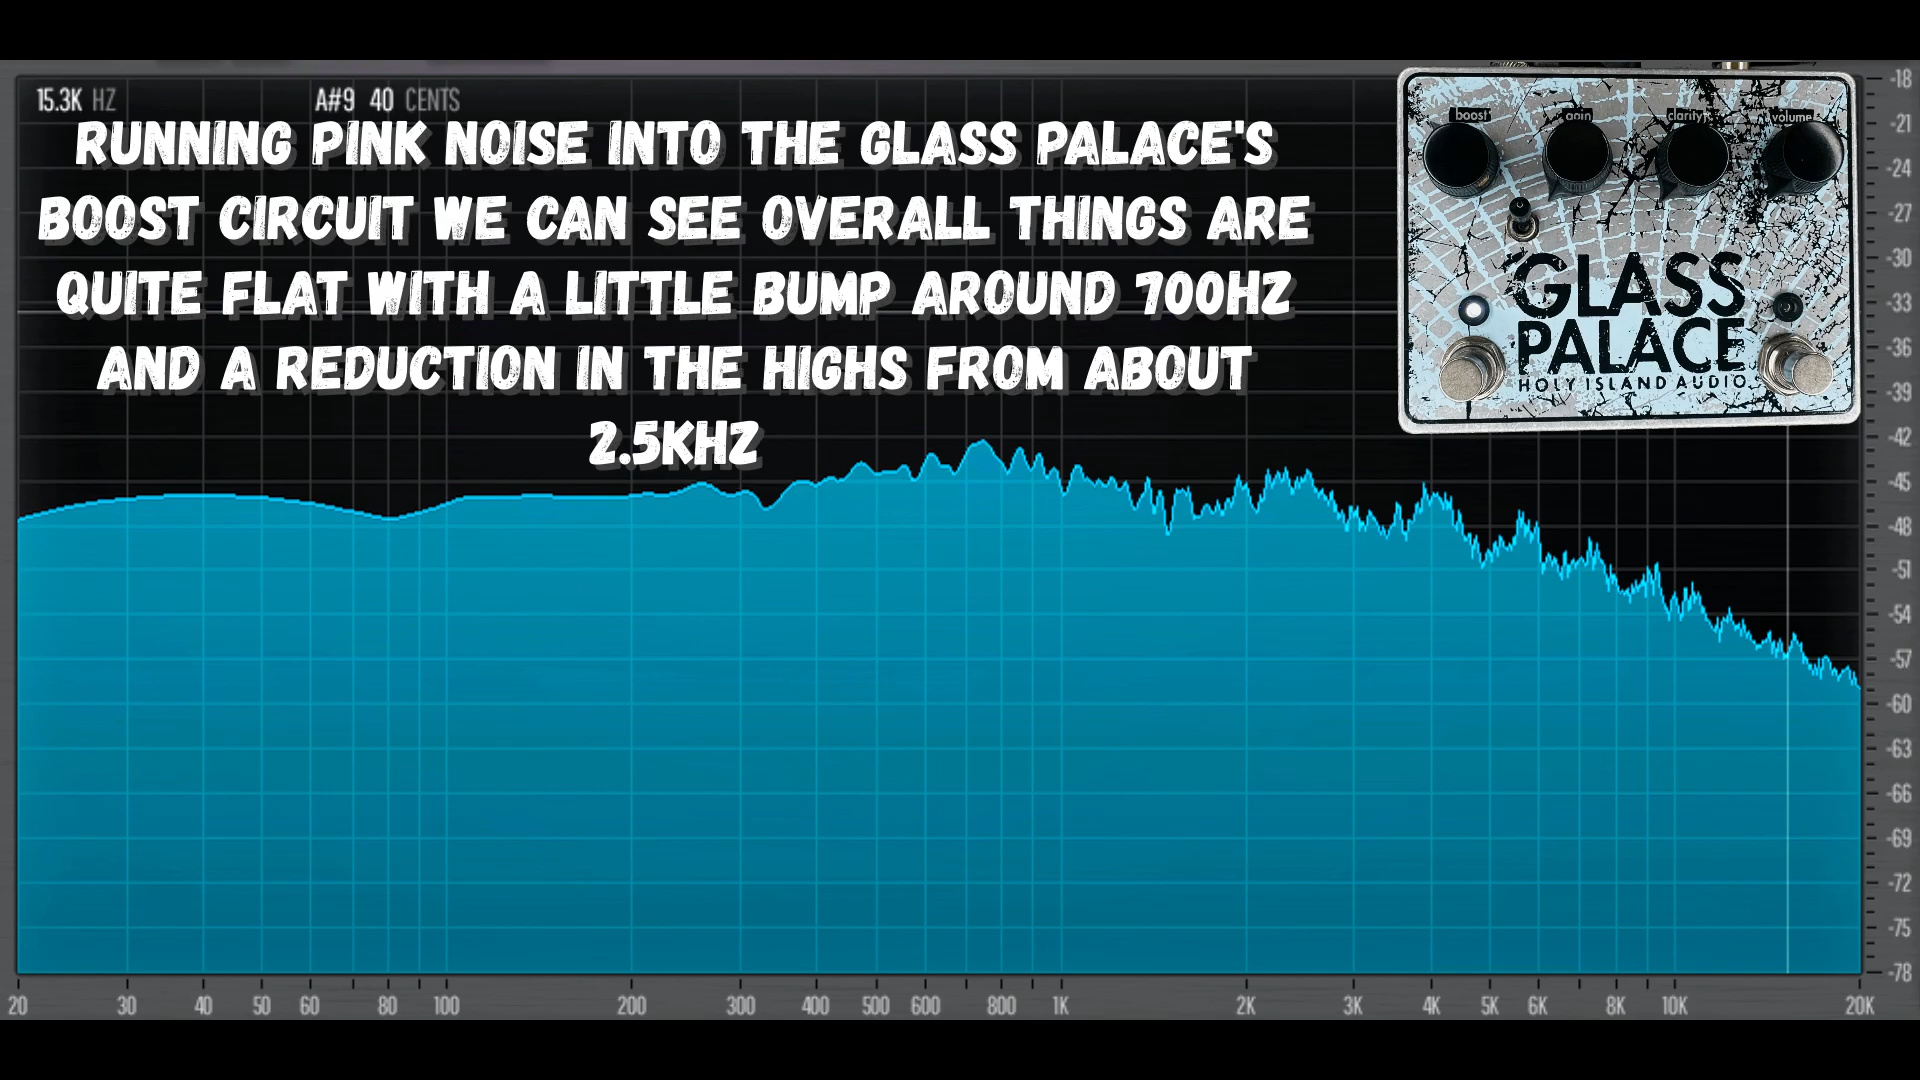 15.3K HZ A#9 40 CENTS
RUNNING PINK NOISE INTO THE GLASS PALACE'S
BOOST CIRCUIT WE CAN SEE OVERALL THINGS ARE
QUITE FLAT WITH A LITTLE BUMP AROUND 700HZ
AND A REDUCTION IN THE HIGHS FROM ABOUT
2.5KHZ
boost gain clarity volume
GLASS
PALACE
HOLY ISLAND AUDIO
-18
-21
-24
-27
-30
-33
-36
-39
-42
-45
-48
-51
-54
-57
-60
-63
-66
-69
-72
-75
-78
20 30 40 50 60 80 100 200 300 400 500 600 800 1K 2K 3K 4K 5K 6K 8K 10K 20K